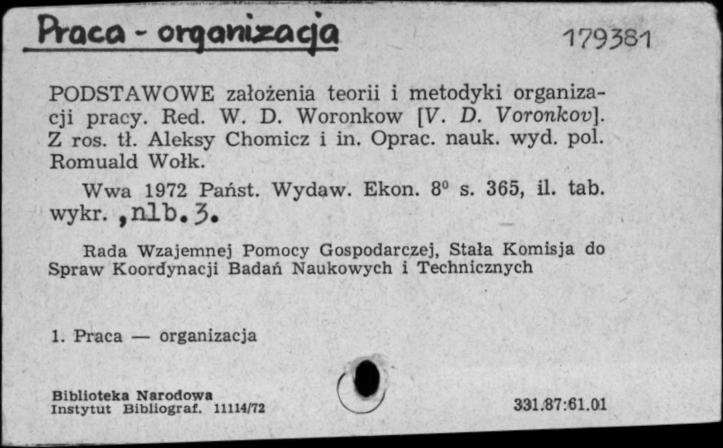 Praca - organizacja
179381
PODSTAWOWE założenia teorii i metodyki organiza-
cji pracy. Red. W. D. Woronkow [V. D. Voronkov].
Z ros. tł. Aleksy Chomicz i in. Oprac. nauk. wyd. pol.
Romuald Wołk.
Wwa 1972 Państ. Wydaw. Ekon. 8⁰ s. 365, il. tab.
wykr. , nlb. 3.
Rada Wzajemnej Pomocy Gospodarczej, Stała Komisja do
Spraw Koordynacji Badań Naukowych i Technicznych
1. Praca — organizacja
Biblioteka Narodowa
Instytut Bibliograf. 11114/72
331.87:61.01